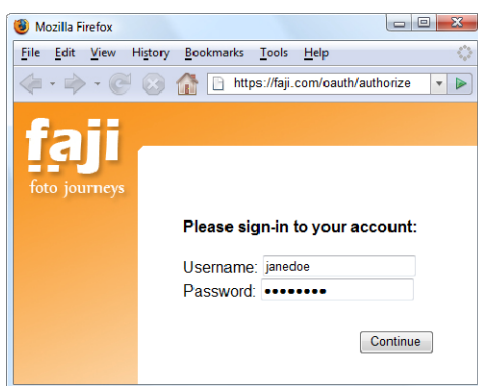 Mozilla Firefox
File Edit View History Bookmarks Tools Help
https://faji.com/oauth/authorize
faji
foto journeys
Please sign-in to your account:
Username: janedoe
Password: ••••••••
Continue